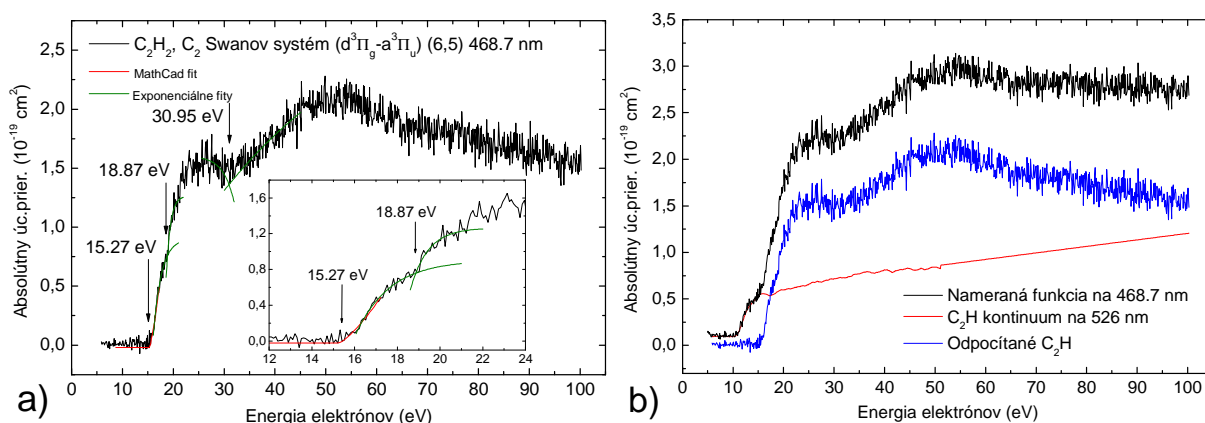 C₂H₂, C₂ Swanov systém (d³Πg-a³Πu) (6,5) 468.7 nm
MathCad fit
Exponenciálne fity
30.95 eV
18.87 eV
15.27 eV
2,5
2,0
1,5
1,0
0,5
0,0
Absolútny úc.prier. (10⁻¹⁹ cm²)
1,6
1,2
0,8
0,4
0,0
18.87 eV
15.27 eV
12 14 16 18 20 22 24
0 10 20 30 40 50 60 70 80 90 100
Energia elektrónov (eV)
a)
3,5
3,0
2,5
2,0
1,5
1,0
0,5
0,0
Absolútny úc.prier. (10⁻¹⁹ cm²)
Nameraná funkcia na 468.7 nm
C₂H kontinuum na 526 nm
Odpocítané C₂H
0 10 20 30 40 50 60 70 80 90 100
Energia elektrónov (eV)
b)